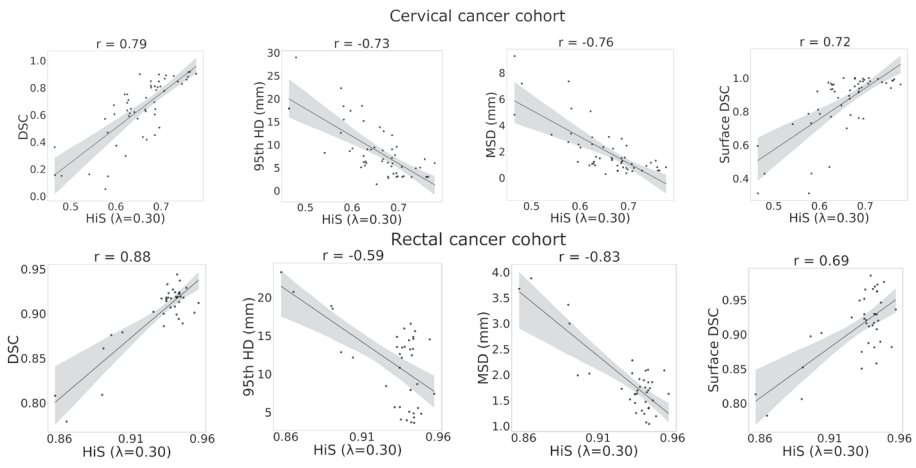 Cervical cancer cohort
r = 0.79
r = -0.73
r = -0.76
r = 0.72
DSC
1.0
0.8
0.6
0.4
0.2
0.0
0.5 0.6 0.7
HiS (λ=0.30)
95th HD (mm)
30
25
20
15
10
5
0
0.5 0.6 0.7
HiS (λ=0.30)
MSD (mm)
8
6
4
2
0
0.5 0.6 0.7
HiS (λ=0.30)
Surface DSC
1.0
0.8
0.6
0.4
0.5 0.6 0.7
HiS (λ=0.30)
Rectal cancer cohort
r = 0.88
r = -0.59
r = -0.83
r = 0.69
DSC
0.95
0.90
0.85
0.80
0.86 0.91 0.96
HiS (λ=0.30)
95th HD (mm)
20
15
10
5
0.86 0.91 0.96
HiS (λ=0.30)
MSD (mm)
4.0
3.5
3.0
2.5
2.0
1.5
1.0
0.86 0.91 0.96
HiS (λ=0.30)
Surface DSC
0.95
0.90
0.85
0.80
0.86 0.91 0.96
HiS (λ=0.30)